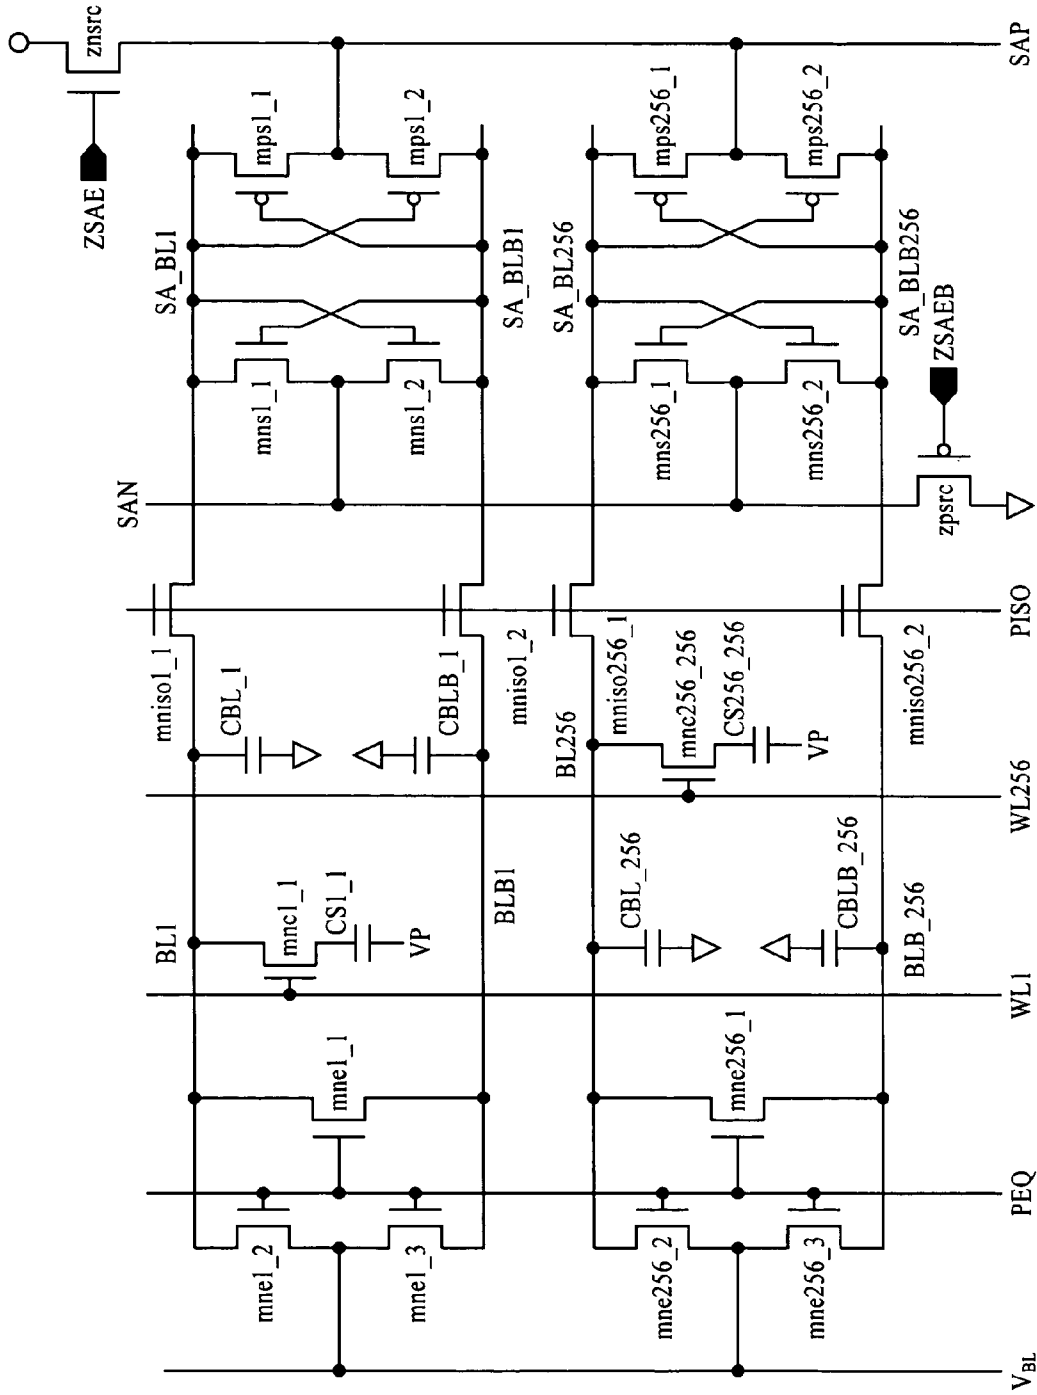 znsrc
ZSAE
SAP
mps1_1
mps1_2
mps256_1
mps256_2
SA_BL1
SA_BLB1
SA_BL256
SA_BLB256
mns1_1
mns1_2
mns256_1
mns256_2
ZSAEB
zpsrc
SAN
PISO
mniso1_1
mniso1_2
mniso256_1
mniso256_2
CBL_1
CBLB_1
BL256
mnc256_256
CS256_256
VP
WL256
BL1
mnc1_1
CS1_1
VP
BLB1
CBL_256
CBLB_256
BLB_256
WL1
mne1_1
mne256_1
PEQ
mne1_2
mne1_3
mne256_2
mne256_3
VBL